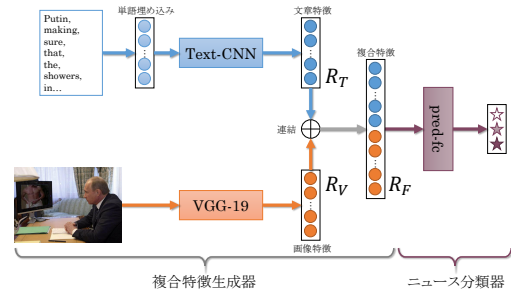 Putin,
making,
sure,
that,
the,
showers,
in...
単語埋め込み
Text-CNN
文章特徴
R_T
複合特徴
連結
pred-fc
VGG-19
R_V
R_F
画像特徴
複合特徴生成器
ニュース分類器